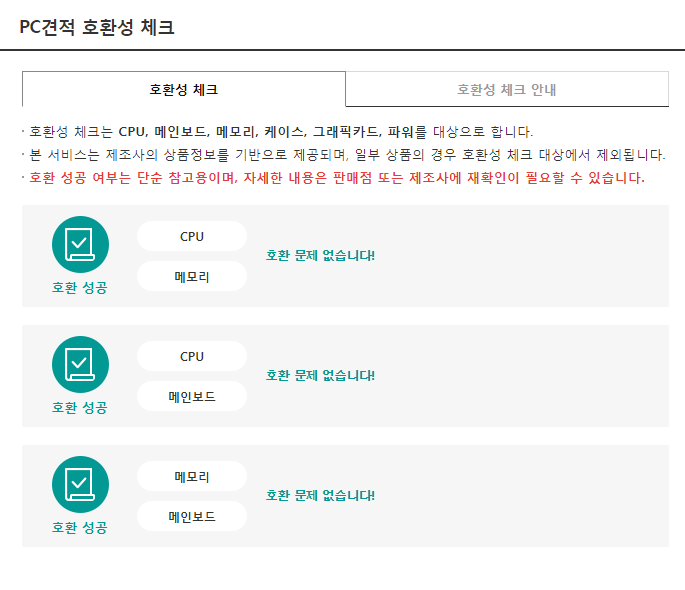 PC견적 호환성 체크
호환성 체크
호환성 체크 안내
· 호환성 체크는 CPU, 메인보드, 메모리, 케이스, 그래픽카드, 파워를 대상으로 합니다.
· 본 서비스는 제조사의 상품정보를 기반으로 제공되며, 일부 상품의 경우 호환성 체크 대상에서 제외됩니다.
· 호환 성공 여부는 단순 참고용이며, 자세한 내용은 판매점 또는 제조사에 재확인이 필요할 수 있습니다.
호환 성공
CPU
메모리
호환 문제 없습니다!
호환 성공
CPU
메인보드
호환 문제 없습니다!
호환 성공
메모리
메인보드
호환 문제 없습니다!